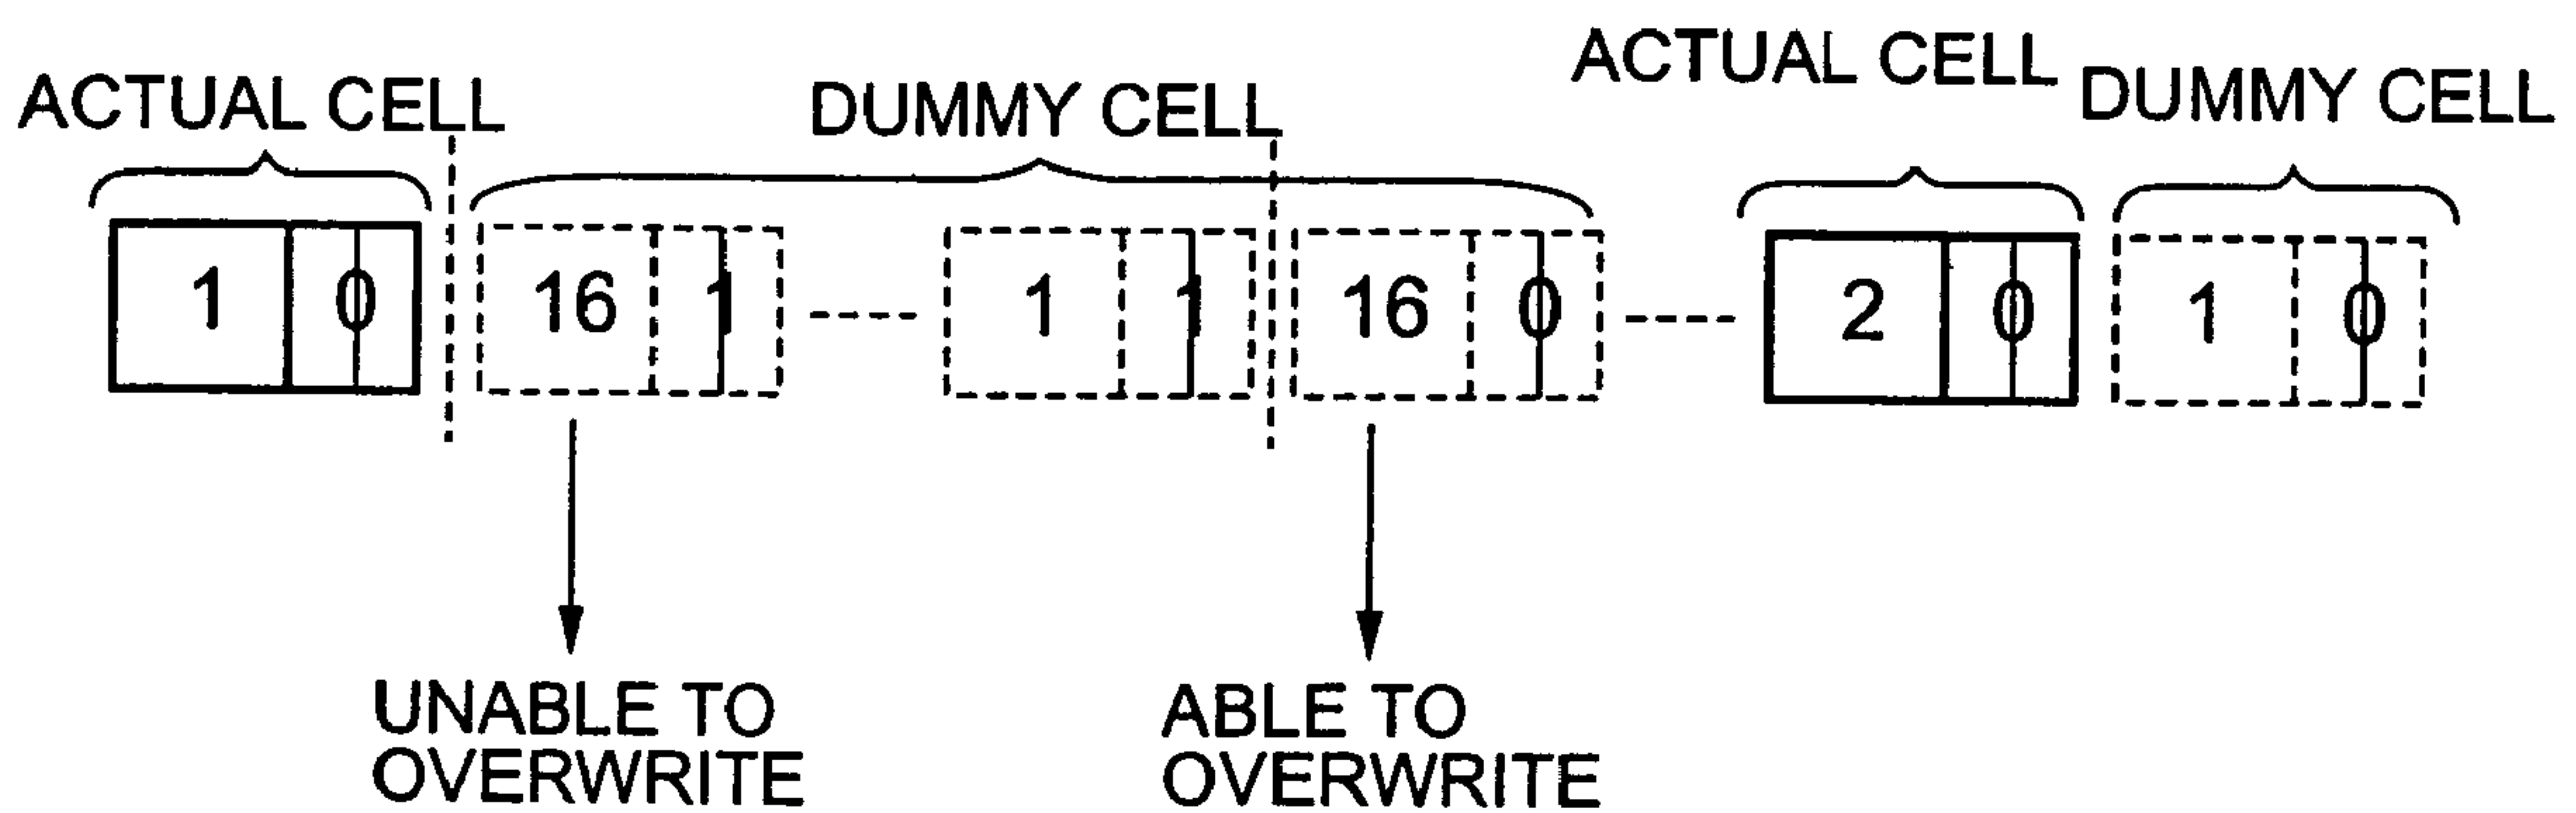 ACTUAL CELL
DUMMY CELL
ACTUAL CELL
DUMMY CELL
1 0 16 1 1 1 16 0 2 0 1 0
UNABLE TO
OVERWRITE
ABLE TO
OVERWRITE